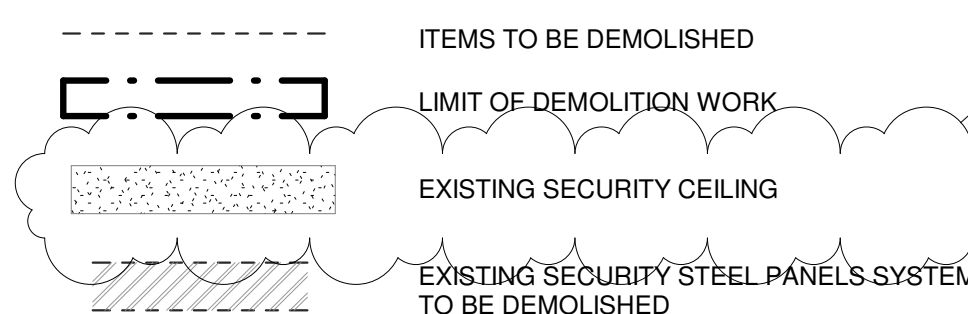 ITEMS TO BE DEMOLISHED
LIMIT OF DEMOLITION WORK
EXISTING SECURITY CEILING
EXISTING SECURITY STEEL PANELS SYSTEM
TO BE DEMOLISHED